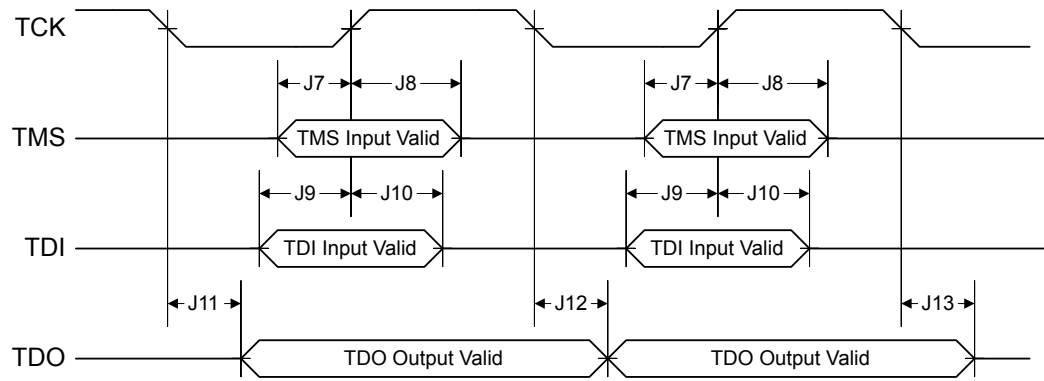 TCK
J7 J8 J7 J8
TMS TMS Input Valid TMS Input Valid
J9 J10 J9 J10
TDI TDI Input Valid TDI Input Valid
J11 J12 J13
TDO TDO Output Valid TDO Output Valid